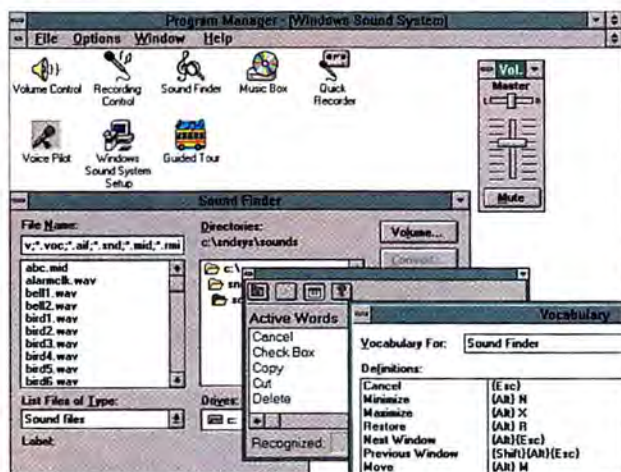 Program Manager - [Windows Sound System]
File Options Window Help
Volume Control
Recording Control
Sound Finder
Music Box
Quick Recorder
Voice Pilot
Windows Sound System Setup
Guided Tour
Vol.
Master
L R
Mute
Sound Finder
File Name:
v;*.voc;*.aif;*.snd;*.mid;*.rmi
abc.mid
alarmclk.wav
bell1.wav
bell2.wav
bird1.wav
bird2.wav
bird3.wav
bird4.wav
bird5.wav
bird6.wav
List Files of Type:
Sound files
Label:
Directories:
c:\sndsys\sounds
c:\
Drives:
c:
Volume...
Convert...
Active Words
Cancel
Check Box
Copy
Cut
Delete
Recognized:
Vocabulary
Vocabulary For: Sound Finder
Definitions:
Cancel {Esc}
Minimize {Alt} N
Maximize {Alt} X
Restore {Alt} R
Next Window {Alt}{Esc}
Previous Window {Shift}{Alt}{Esc}
Move {Alt} M